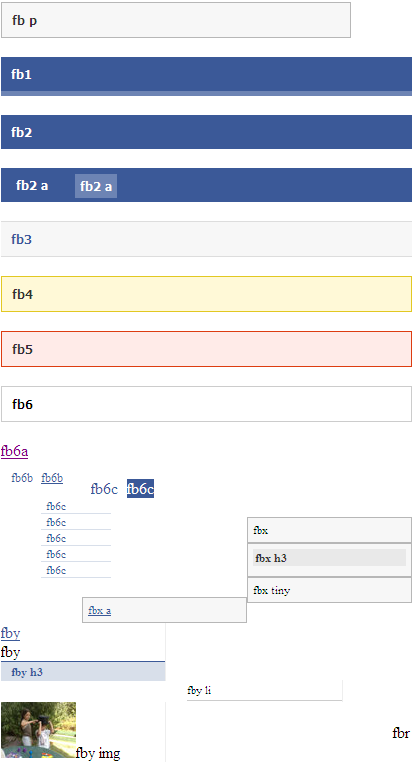 fb p
fb1
fb2
fb2 a fb2 a
fb3
fb4
fb5
fb6
fb6a
fb6b fb6b
fb6c fb6c
fb6c
fb6c
fb6c
fb6c
fb6c
fbx
fbx h3
fbx tiny
fbx a
fby
fby
fby h3
fby li
fby img
fbr